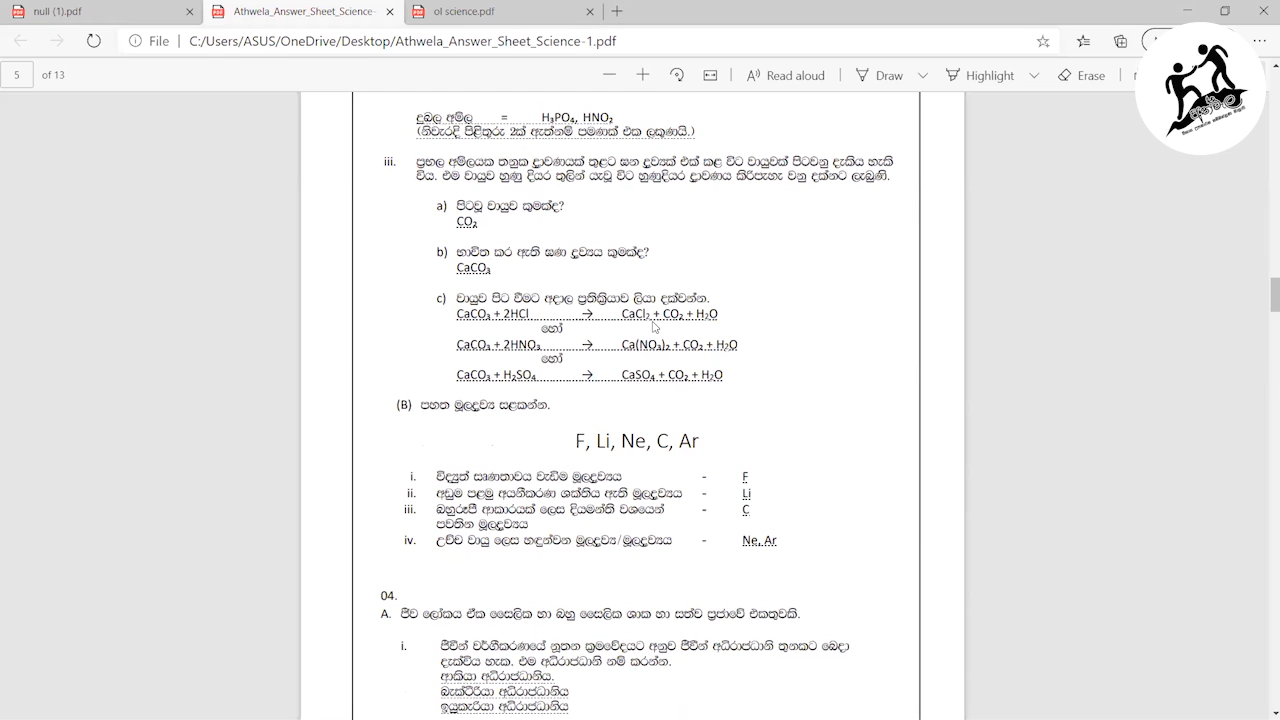 null (1).pdf
Athwela_Answer_Sheet_Science-
ol science.pdf
File
C:/Users/ASUS/OneDrive/Desktop/Athwela_Answer_Sheet_Science-1.pdf
5 of 13
Read aloud
Draw
Highlight
Erase
අත්වැල
දුබල අම්ල = H₃PO₄, HNO₂
(නිවැරදි පිළිතුරු 2ක් ඇත්නම් පමණක් එක ලකුණයි.)
iii. ප්‍රභල අම්ලයක තනුක ද්‍රාවණයක් තුළට ඝන ද්‍රව්‍යක් එක් කළ විට වායුවක් පිටවනු දැකිය හැකි
විය. එම වායුව හුණු දියර තුලින් යැවූ විට හුණුදියර ද්‍රාවණය කිරිපැහැ වනු දක්නට ලැබුණි.
a) පිටවූ වායුව කුමක්ද?
CO₂
b) භාවිත කර ඇති ඝණ ද්‍රව්‍යය කුමක්ද?
CaCO₃
c) වායුව පිට වීමට අදාල ප්‍රතික්‍රියාව ලියා දක්වන්න.
CaCO₃ + 2HCl → CaCl₂ + CO₂ + H₂O
හෝ
CaCO₃ + 2HNO₃ → Ca(NO₃)₂ + CO₂ + H₂O
හෝ
CaCO₃ + H₂SO₄ → CaSO₄ + CO₂ + H₂O
(B) පහත මූලද්‍රව්‍ය සළකන්න.
F, Li, Ne, C, Ar
i. විද්‍යුත් සෘණතාවය වැඩිම මූලද්‍රව්‍යය - F
ii. අඩුම පළමු අයනීකරණ ශක්තිය ඇති මූලද්‍රව්‍යය - Li
iii. බහුරූපී ආකාරයක් ලෙස දියමන්ති වශයෙන් - C
පවතින මූලද්‍රව්‍යය
iv. උච්ච වායු ලෙස හඳුන්වන මූලද්‍රව්‍ය/මූලද්‍රව්‍යය - Ne, Ar
04.
A. ජීව ලෝකය ඒක සෛලික හා බහු සෛලික ශාක හා සත්ව ප්‍රජාවේ එකතුවකි.
i. ජීවීන් වර්ගීකරණයේ නූතන ක්‍රමවේදයට අනුව ජීවීන් අධිරාජධානි තුනකට බෙදා
දැක්විය හැක. එම අධිරාජධානි නම් කරන්න.
ආකියා අධිරාජධානිය.
බැක්ටීරියා අධිරාජධානිය
ඉයුකැරියා අධිරාජධානිය